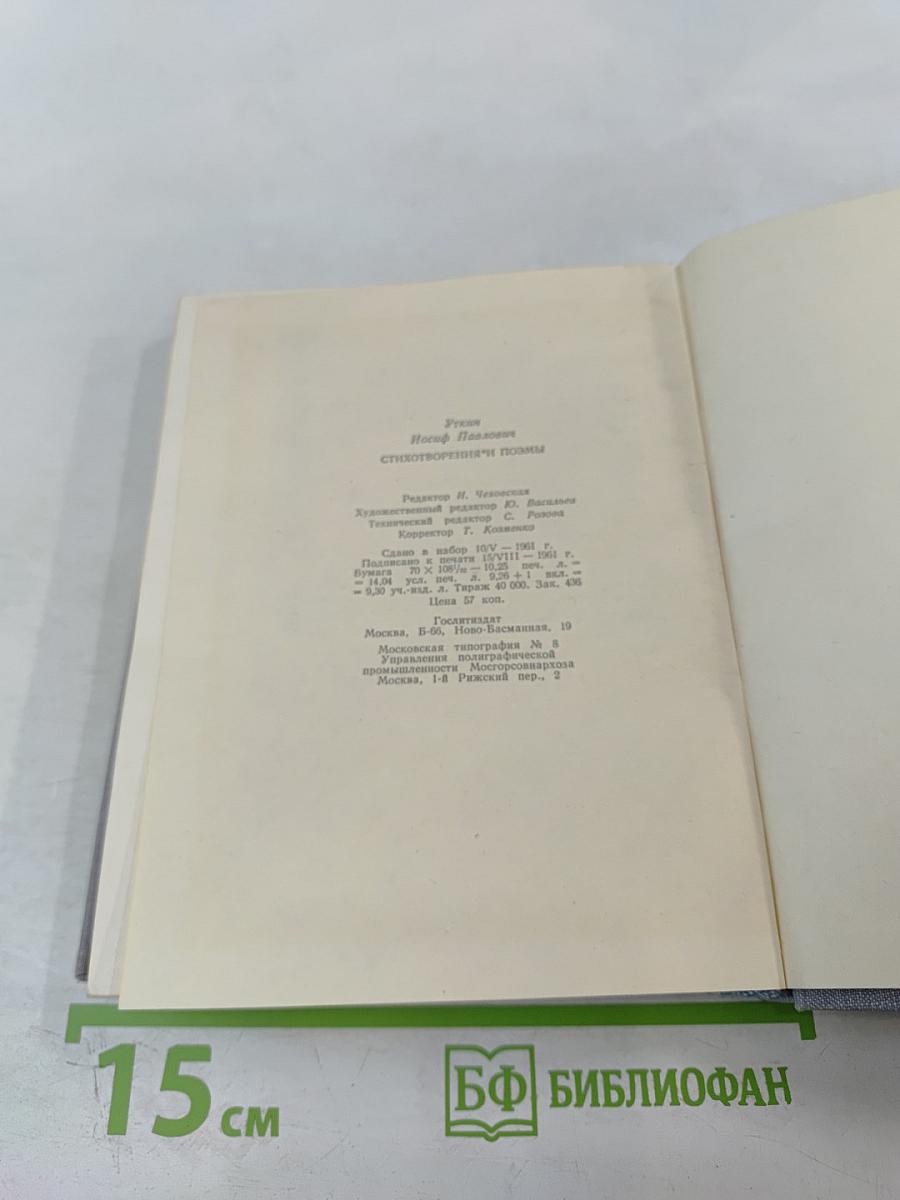 Уткин
Иосиф Павлович
СТИХОТВОРЕНИЯ И ПОЭМЫ
Редактор И. Чеховская
Художественный редактор Ю. Васильев
Технический редактор С. Розова
Корректор Т. Козменко
Сдано в набор 10/V — 1961 г.
Подписано к печати 15/VIII — 1961 г.
Бумага 70 × 108¹/₃₂ — 10,25 печ. л. =
= 14,04 усл. печ. л. 9,26 + 1 вкл. =
= 9,30 уч.-изд. л. Тираж 40 000. Зак. 436
Цена 57 коп.
Гослитиздат
Москва, Б-66, Ново-Басманная, 19
Московская типография № 8
Управления полиграфической
промышленности Мосгорсовнархоза
Москва, 1-й Рижский пер., 2
15 см
БФ БИБЛИОФАН